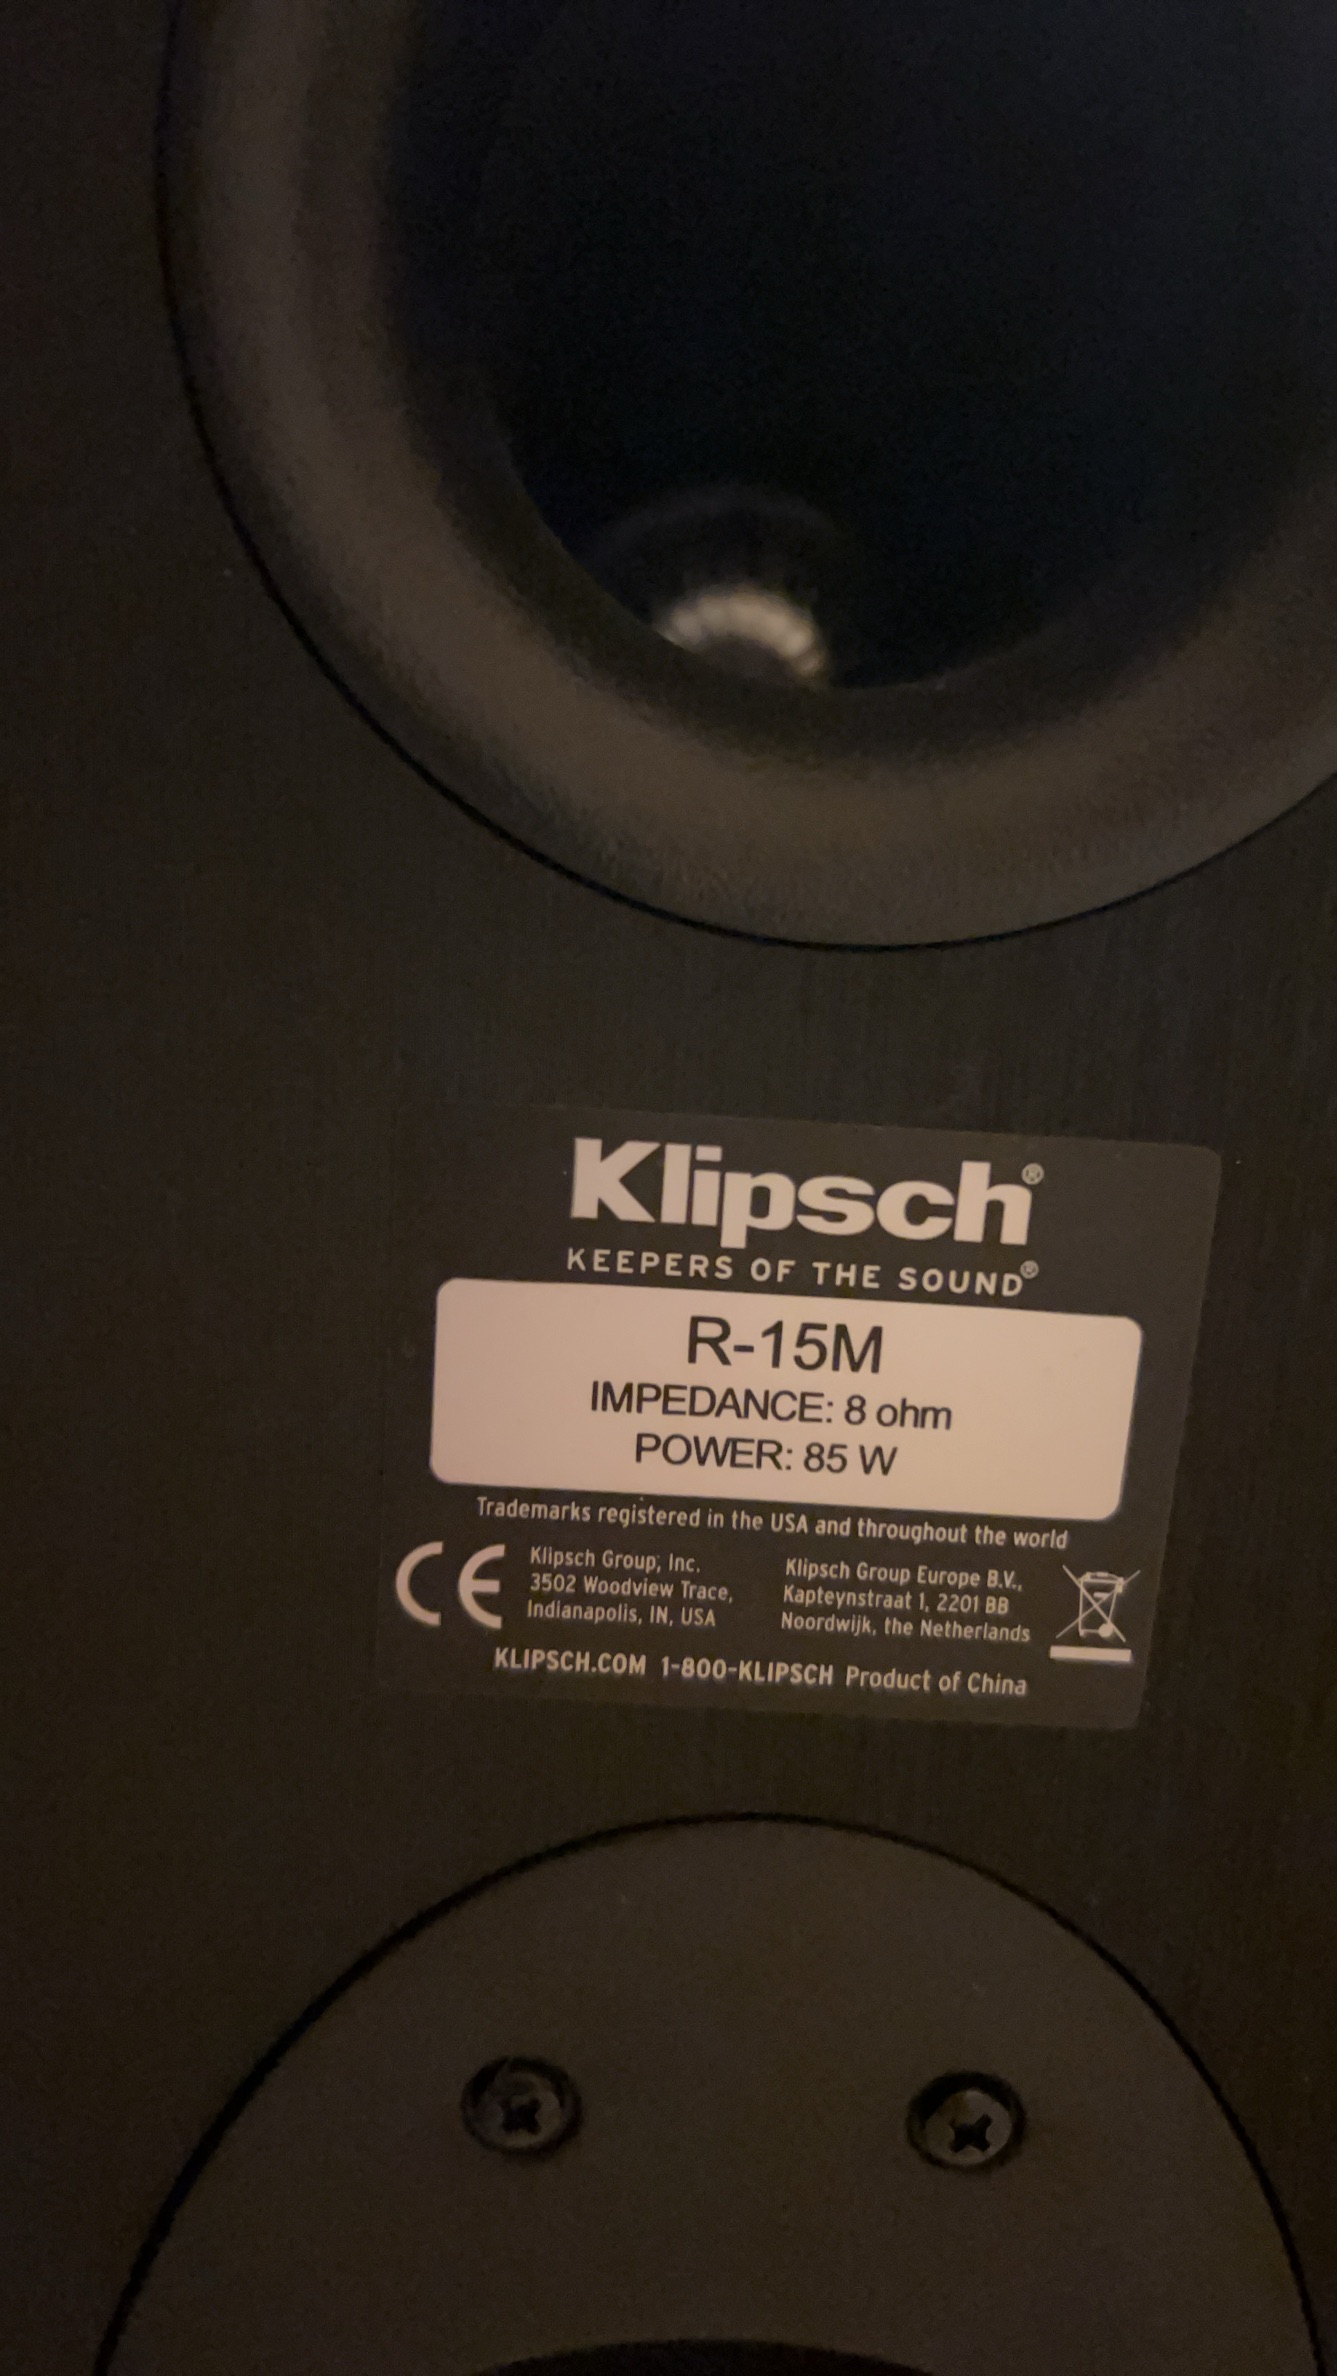 Klipsch®
KEEPERS OF THE SOUND®
R-15M
IMPEDANCE: 8 ohm
POWER: 85 W
Trademarks registered in the USA and throughout the world
CE
Klipsch Group, Inc.
3502 Woodview Trace,
Indianapolis, IN, USA
Klipsch Group Europe B.V.,
Kapteynstraat 1, 2201 BB
Noordwijk, the Netherlands
KLIPSCH.COM 1-800-KLIPSCH Product of China